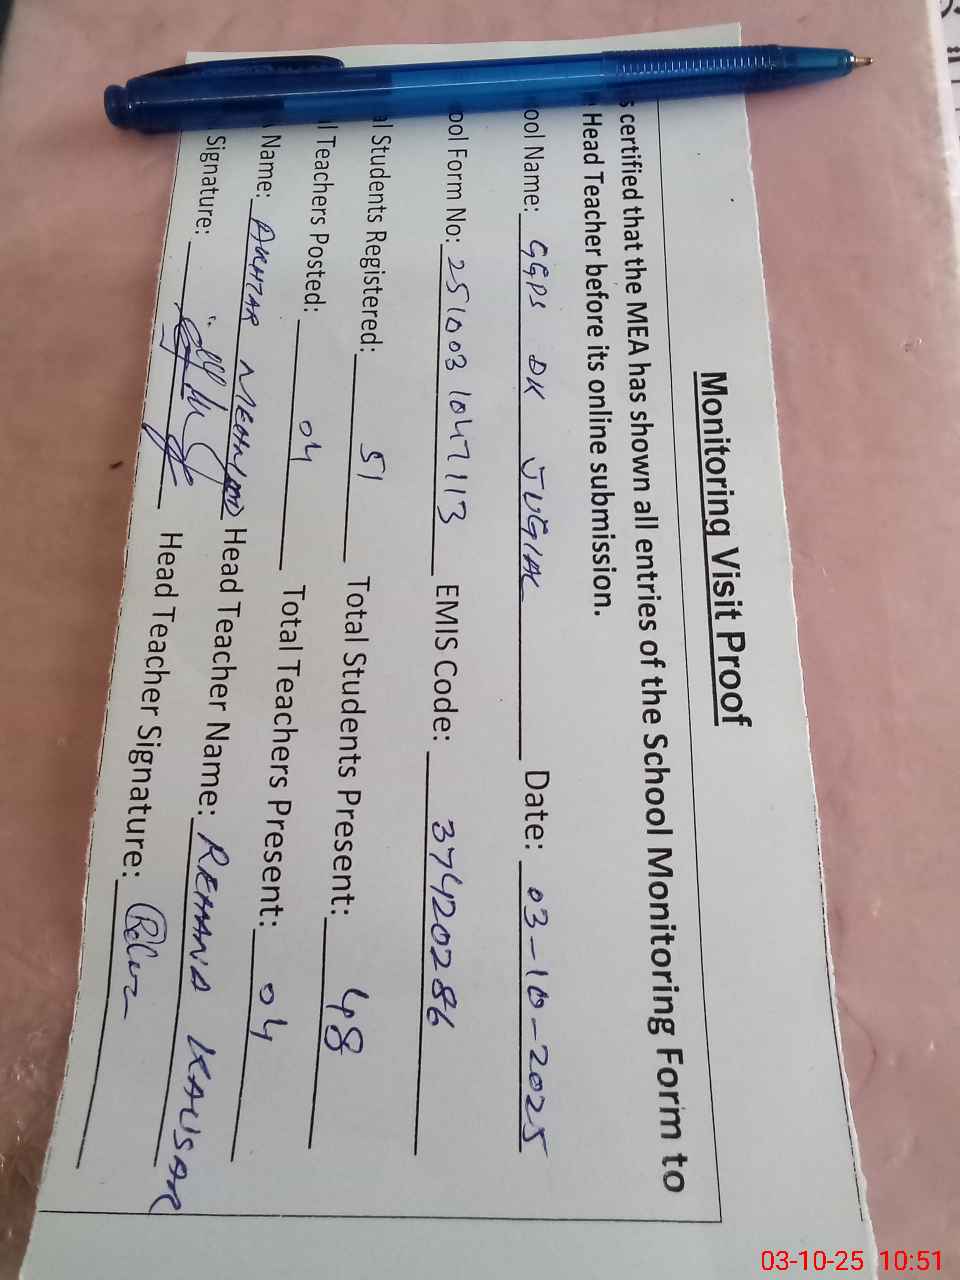 Monitoring Visit Proof
s certified that the MEA has shown all entries of the School Monitoring Form to
Head Teacher before its online submission.
ool Name: GGPS DK JUGIAL Date: 03-10-2025
ool Form No: 251003 1047113 EMIS Code: 37420286
al Students Registered: 51 Total Students Present: 48
l Teachers Posted: 04 Total Teachers Present: 04
Name: AKHTAR MEHMOOD Head Teacher Name: REHANA KAUSAR
Signature: Head Teacher Signature:
03-10-25 10:51